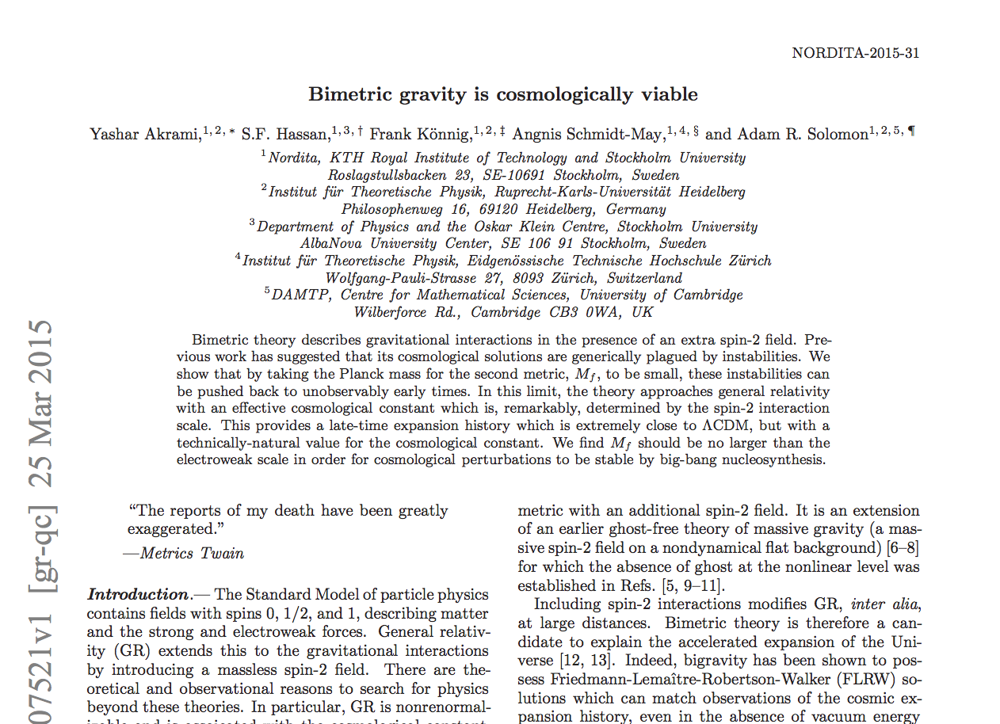 NORDITA-2015-31
Bimetric gravity is cosmologically viable
Yashar Akrami,1, 2, * S.F. Hassan,1, 3, † Frank Könnig,1, 2, ‡ Angnis Schmidt-May,1, 4, § and Adam R. Solomon1, 2, 5, ¶
1Nordita, KTH Royal Institute of Technology and Stockholm University
Roslagstullsbacken 23, SE-10691 Stockholm, Sweden
2Institut für Theoretische Physik, Ruprecht-Karls-Universität Heidelberg
Philosophenweg 16, 69120 Heidelberg, Germany
3Department of Physics and the Oskar Klein Centre, Stockholm University
AlbaNova University Center, SE 106 91 Stockholm, Sweden
4Institut für Theoretische Physik, Eidgenössische Technische Hochschule Zürich
Wolfgang-Pauli-Strasse 27, 8093 Zürich, Switzerland
5DAMTP, Centre for Mathematical Sciences, University of Cambridge
Wilberforce Rd., Cambridge CB3 0WA, UK
Bimetric theory describes gravitational interactions in the presence of an extra spin-2 field. Pre-
vious work has suggested that its cosmological solutions are generically plagued by instabilities. We
show that by taking the Planck mass for the second metric, Mf, to be small, these instabilities can
be pushed back to unobservably early times. In this limit, the theory approaches general relativity
with an effective cosmological constant which is, remarkably, determined by the spin-2 interaction
scale. This provides a late-time expansion history which is extremely close to ΛCDM, but with a
technically-natural value for the cosmological constant. We find Mf should be no larger than the
electroweak scale in order for cosmological perturbations to be stable by big-bang nucleosynthesis.
“The reports of my death have been greatly
exaggerated.”
—Metrics Twain
Introduction.— The Standard Model of particle physics
contains fields with spins 0, 1/2, and 1, describing matter
and the strong and electroweak forces. General relativ-
ity (GR) extends this to the gravitational interactions
by introducing a massless spin-2 field. There are the-
oretical and observational reasons to search for physics
beyond these theories. In particular, GR is nonrenormal-
izable and is associated with the cosmological constant
metric with an additional spin-2 field. It is an extension
of an earlier ghost-free theory of massive gravity (a mas-
sive spin-2 field on a nondynamical flat background) [6–8]
for which the absence of ghost at the nonlinear level was
established in Refs. [5, 9–11].
Including spin-2 interactions modifies GR, inter alia,
at large distances. Bimetric theory is therefore a can-
didate to explain the accelerated expansion of the Uni-
verse [12, 13]. Indeed, bigravity has been shown to pos-
sess Friedmann-Lemaître-Robertson-Walker (FLRW) so-
lutions which can match observations of the cosmic ex-
pansion history, even in the absence of vacuum energy
07521v1 [gr-qc] 25 Mar 2015